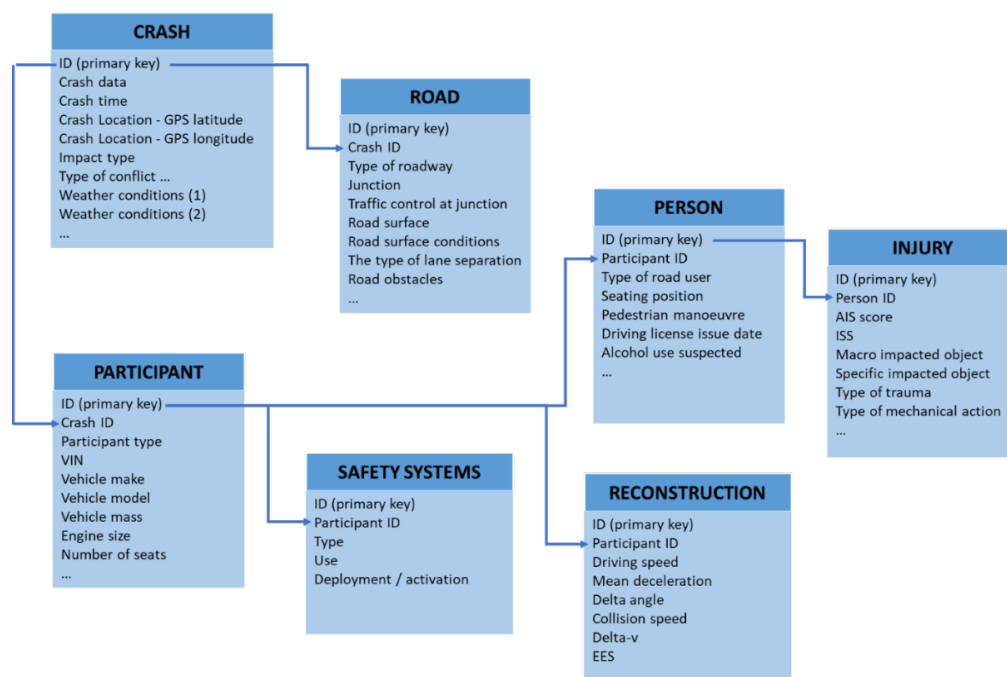 CRASH
ID (primary key)
Crash data
Crash time
Crash Location - GPS latitude
Crash Location - GPS longitude
Impact type
Type of conflict ...
Weather conditions (1)
Weather conditions (2)
...
ROAD
ID (primary key)
Crash ID
Type of roadway
Junction
Traffic control at junction
Road surface
Road surface conditions
The type of lane separation
Road obstacles
...
PERSON
ID (primary key)
Participant ID
Type of road user
Seating position
Pedestrian manoeuvre
Driving license issue date
Alcohol use suspected
...
INJURY
ID (primary key)
Person ID
AIS score
ISS
Macro impacted object
Specific impacted object
Type of trauma
Type of mechanical action
...
PARTICIPANT
ID (primary key)
Crash ID
Participant type
VIN
Vehicle make
Vehicle model
Vehicle mass
Engine size
Number of seats
...
SAFETY SYSTEMS
ID (primary key)
Participant ID
Type
Use
Deployment / activation
RECONSTRUCTION
ID (primary key)
Participant ID
Driving speed
Mean deceleration
Delta angle
Collision speed
Delta-v
EES